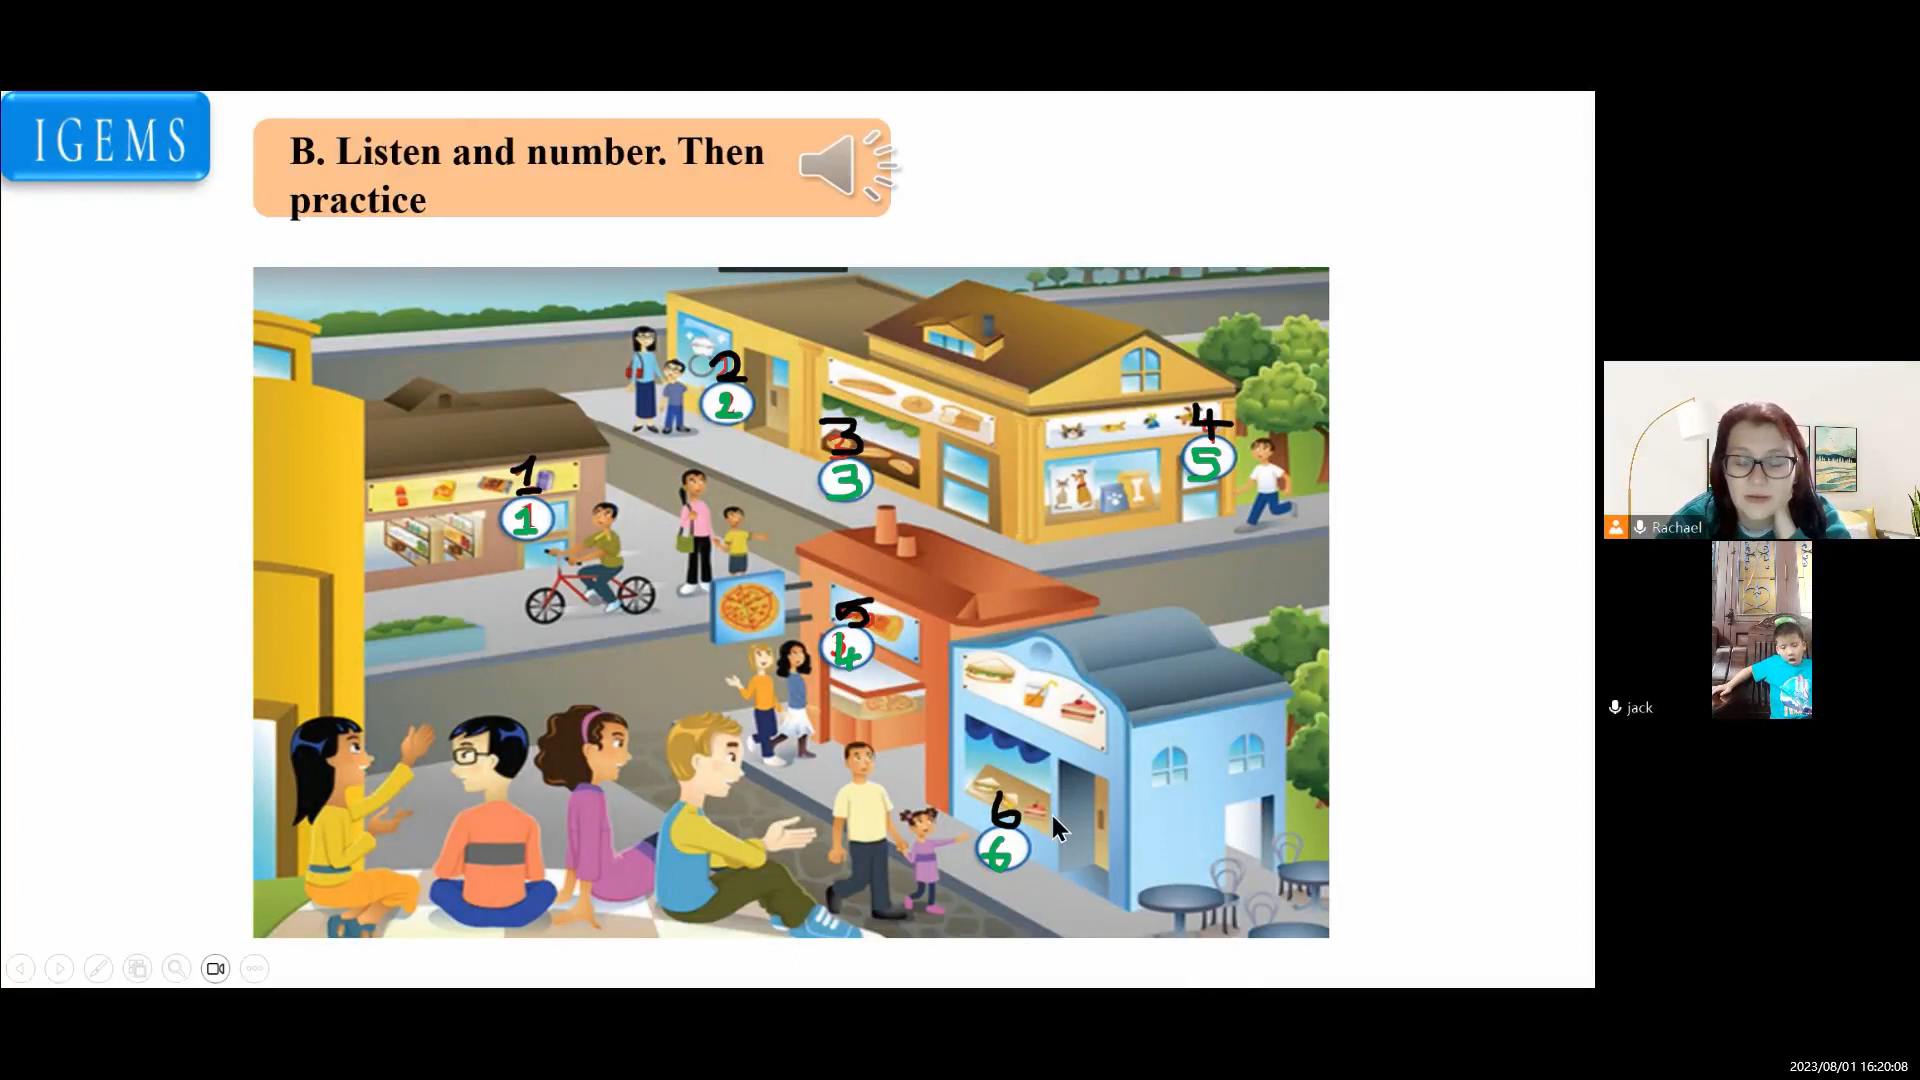 IGEMS
B. Listen and number. Then
practice
2
2
3
3
4
5
1
1
5
4
6
6
Rachael
jack
2023/08/01 16:20:08